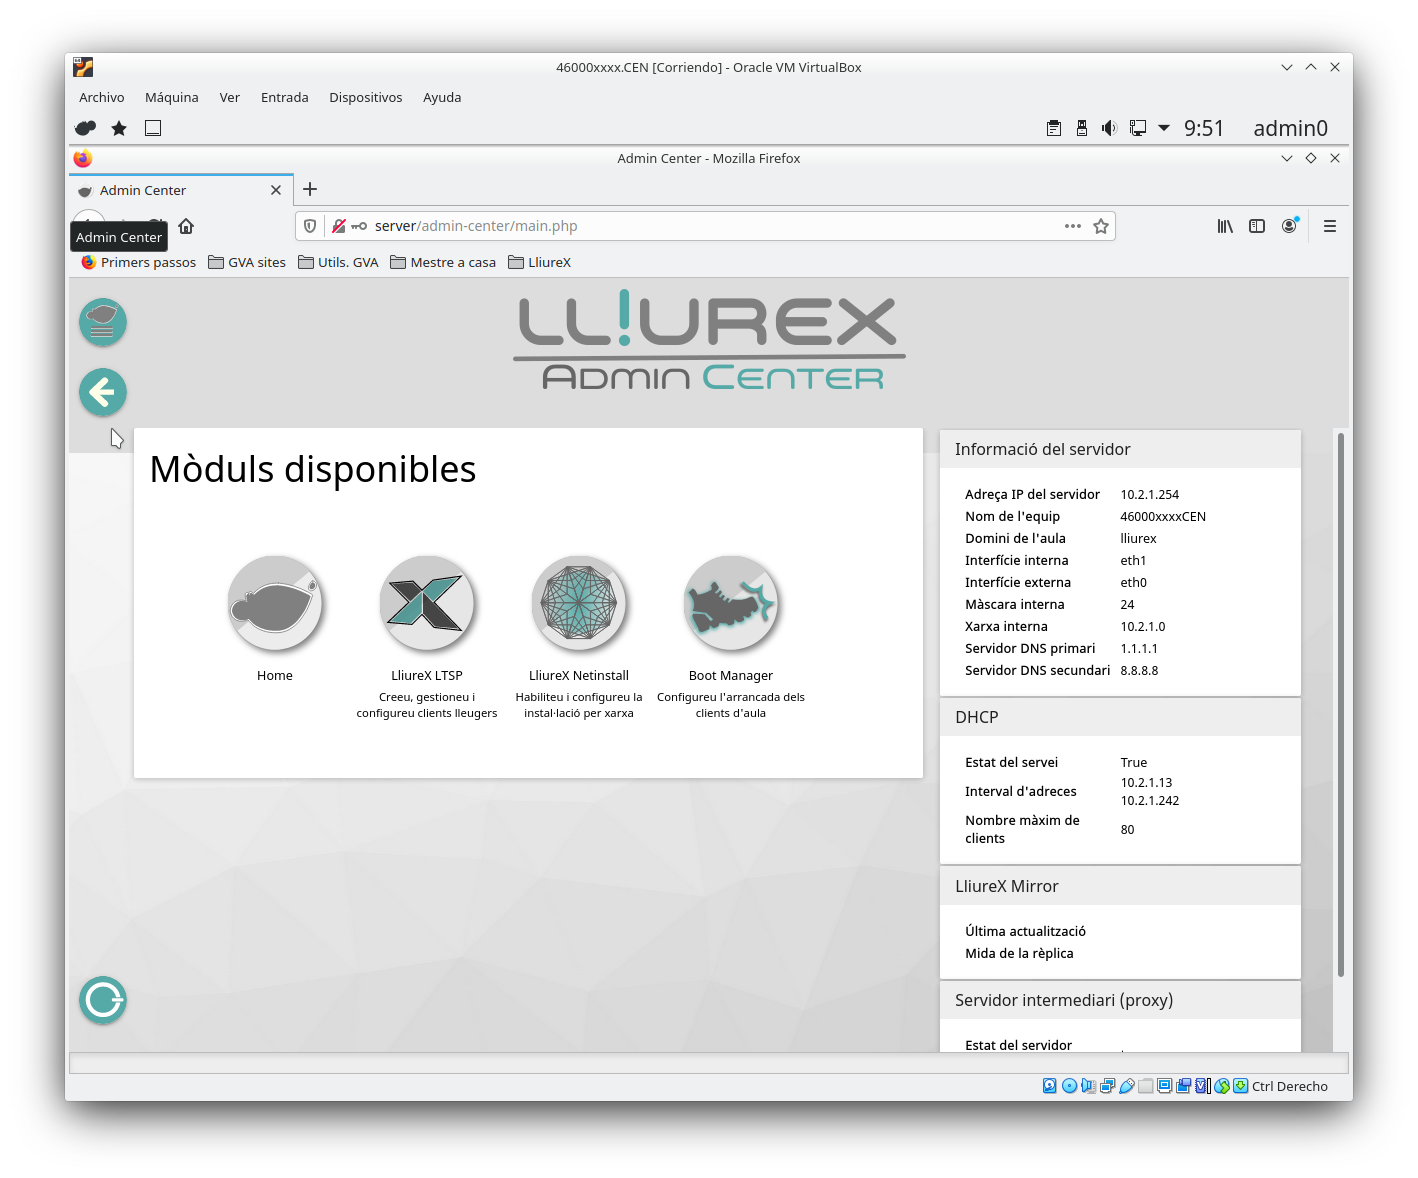 46000xxxx.CEN [Corriendo] - Oracle VM VirtualBox
Archivo Máquina Ver Entrada Dispositivos Ayuda
9:51 admin0
Admin Center - Mozilla Firefox
Admin Center
server/admin-center/main.php
Admin Center
Primers passos GVA sites Utils. GVA Mestre a casa LliureX
LL!UREX
Admin Center
Mòduls disponibles
Home
LliureX LTSP
Creeu, gestioneu i
configureu clients lleugers
LliureX Netinstall
Habiliteu i configureu la
instal·lació per xarxa
Boot Manager
Configureu l'arrancada dels
clients d'aula
Informació del servidor
Adreça IP del servidor 10.2.1.254
Nom de l'equip 46000xxxxCEN
Domini de l'aula lliurex
Interfície interna eth1
Interfície externa eth0
Màscara interna 24
Xarxa interna 10.2.1.0
Servidor DNS primari 1.1.1.1
Servidor DNS secundari 8.8.8.8
DHCP
Estat del servei True
Interval d'adreces 10.2.1.13
10.2.1.242
Nombre màxim de
clients 80
LliureX Mirror
Última actualització
Mida de la rèplica
Servidor intermediari (proxy)
Estat del servidor
Ctrl Derecho